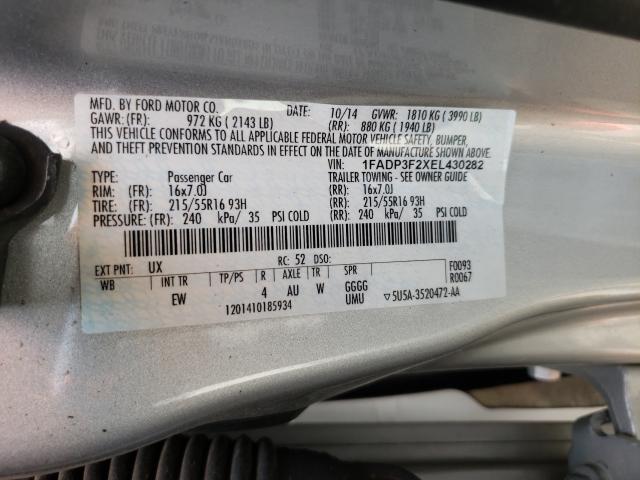 MFD. BY FORD MOTOR CO.
DATE: 10/14 GVWR: 1810 KG ( 3990 LB)
GAWR: (FR): 972 KG ( 2143 LB) (RR): 880 KG ( 1940 LB)
THIS VEHICLE CONFORMS TO ALL APPLICABLE FEDERAL MOTOR VEHICLE SAFETY, BUMPER,
AND THEFT PREVENTION STANDARDS IN EFFECT ON THE DATE OF MANUFACTURE SHOWN ABOVE.
VIN: 1FADP3F2XEL430282
TYPE: Passenger Car TRAILER TOWING - SEE OWNER GUIDE
RIM: (FR): 16x7.0J (RR): 16x7.0J
TIRE: (FR): 215/55R16 93H (RR): 215/55R16 93H
PRESSURE: (FR): 240 kPa/ 35 PSI COLD (RR): 240 kPa/ 35 PSI COLD
EXT PNT: UX RC: 52 DSO: F0093
WB INT TR TP/PS R AXLE TR SPR R0067
EW 4 AU W GGGG
UMU
1201410185934 ▽5U5A-3520472-AA